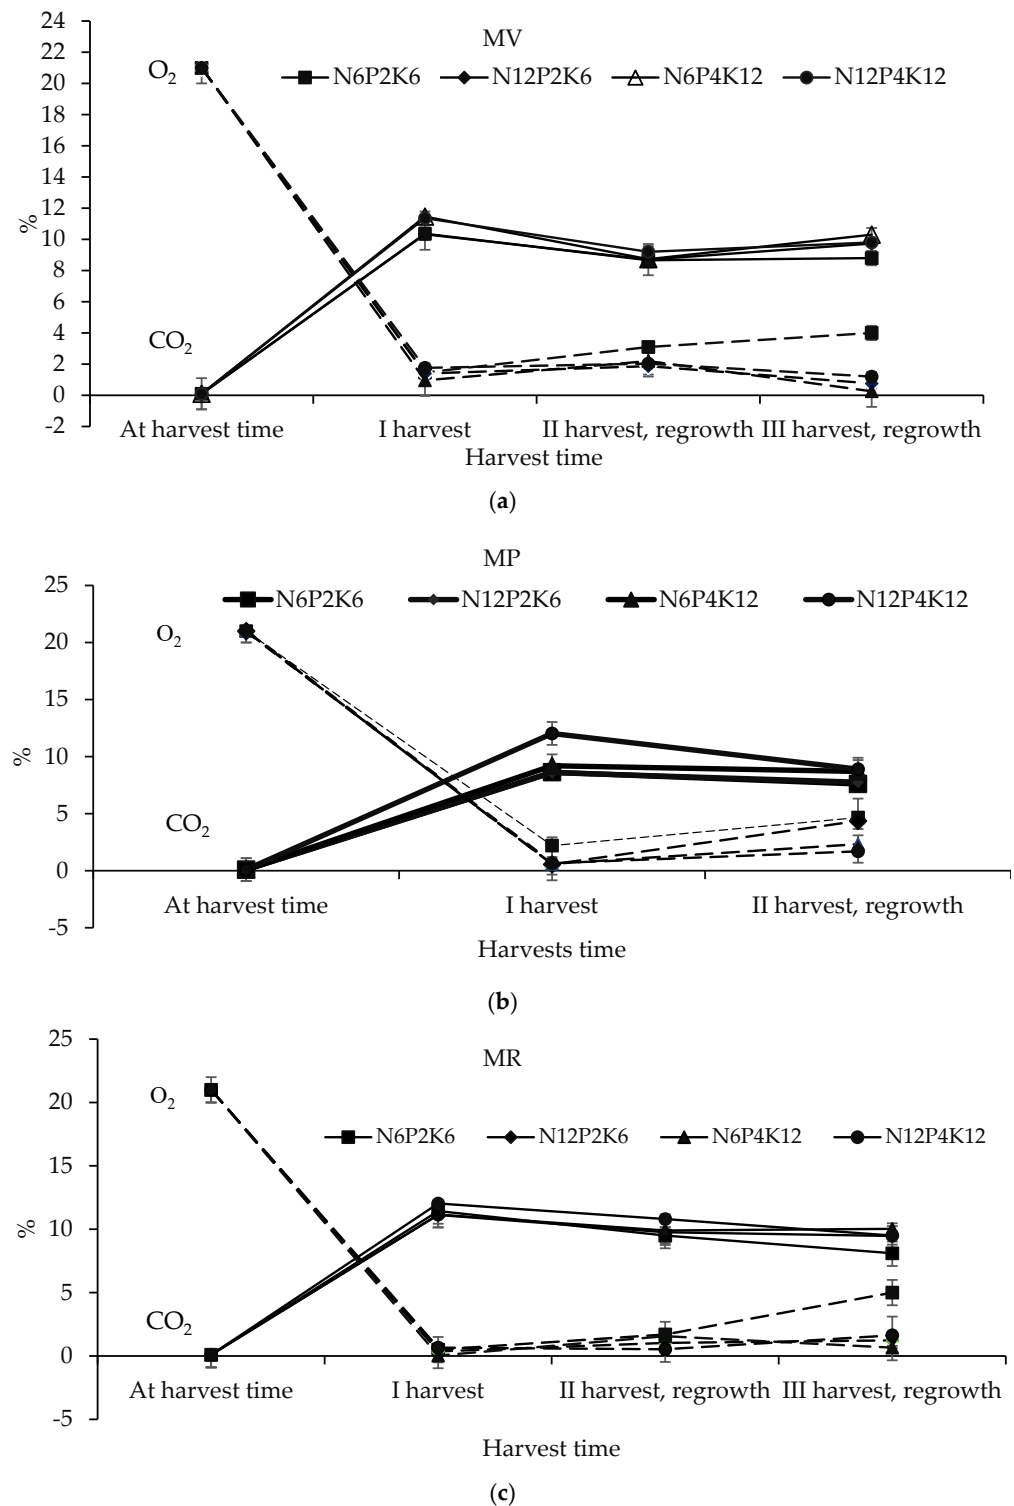 24
MV
22
O2
N6P2K6 N12P2K6 N6P4K12 N12P4K12
20
18
16
14
12
%
10
8
6
CO2
4
2
0
-2
At harvest time I harvest II harvest, regrowth III harvest, regrowth
Harvest time
(a)
MP
25
N6P2K6 N12P2K6 N6P4K12 N12P4K12
O2
20
15
%
10
CO2
5
0
At harvest time I harvest II harvest, regrowth
-5
Harvests time
(b)
25
MR
O2
20
N6P2K6 N12P2K6 N6P4K12 N12P4K12
15
%
10
5
CO2
0
At harvest time I harvest II harvest, regrowth III harvest, regrowth
-5
Harvest time
(c)